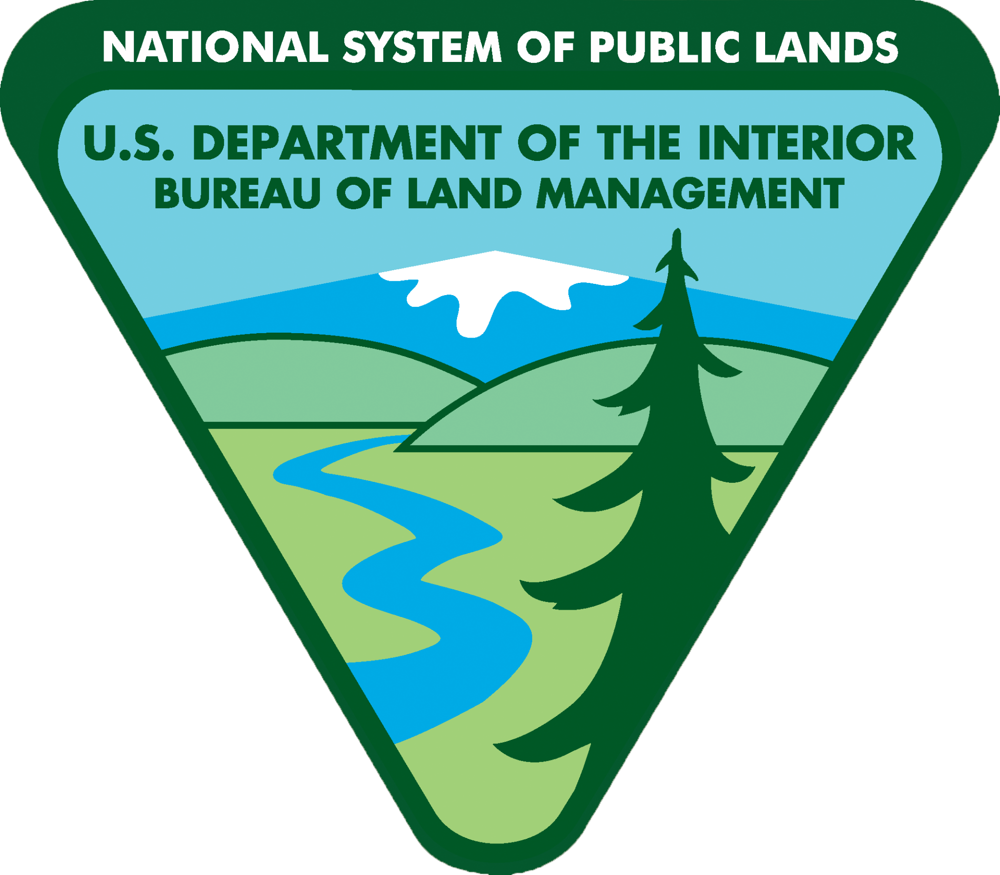 NATIONAL SYSTEM OF PUBLIC LANDS
U.S. DEPARTMENT OF THE INTERIOR
BUREAU OF LAND MANAGEMENT